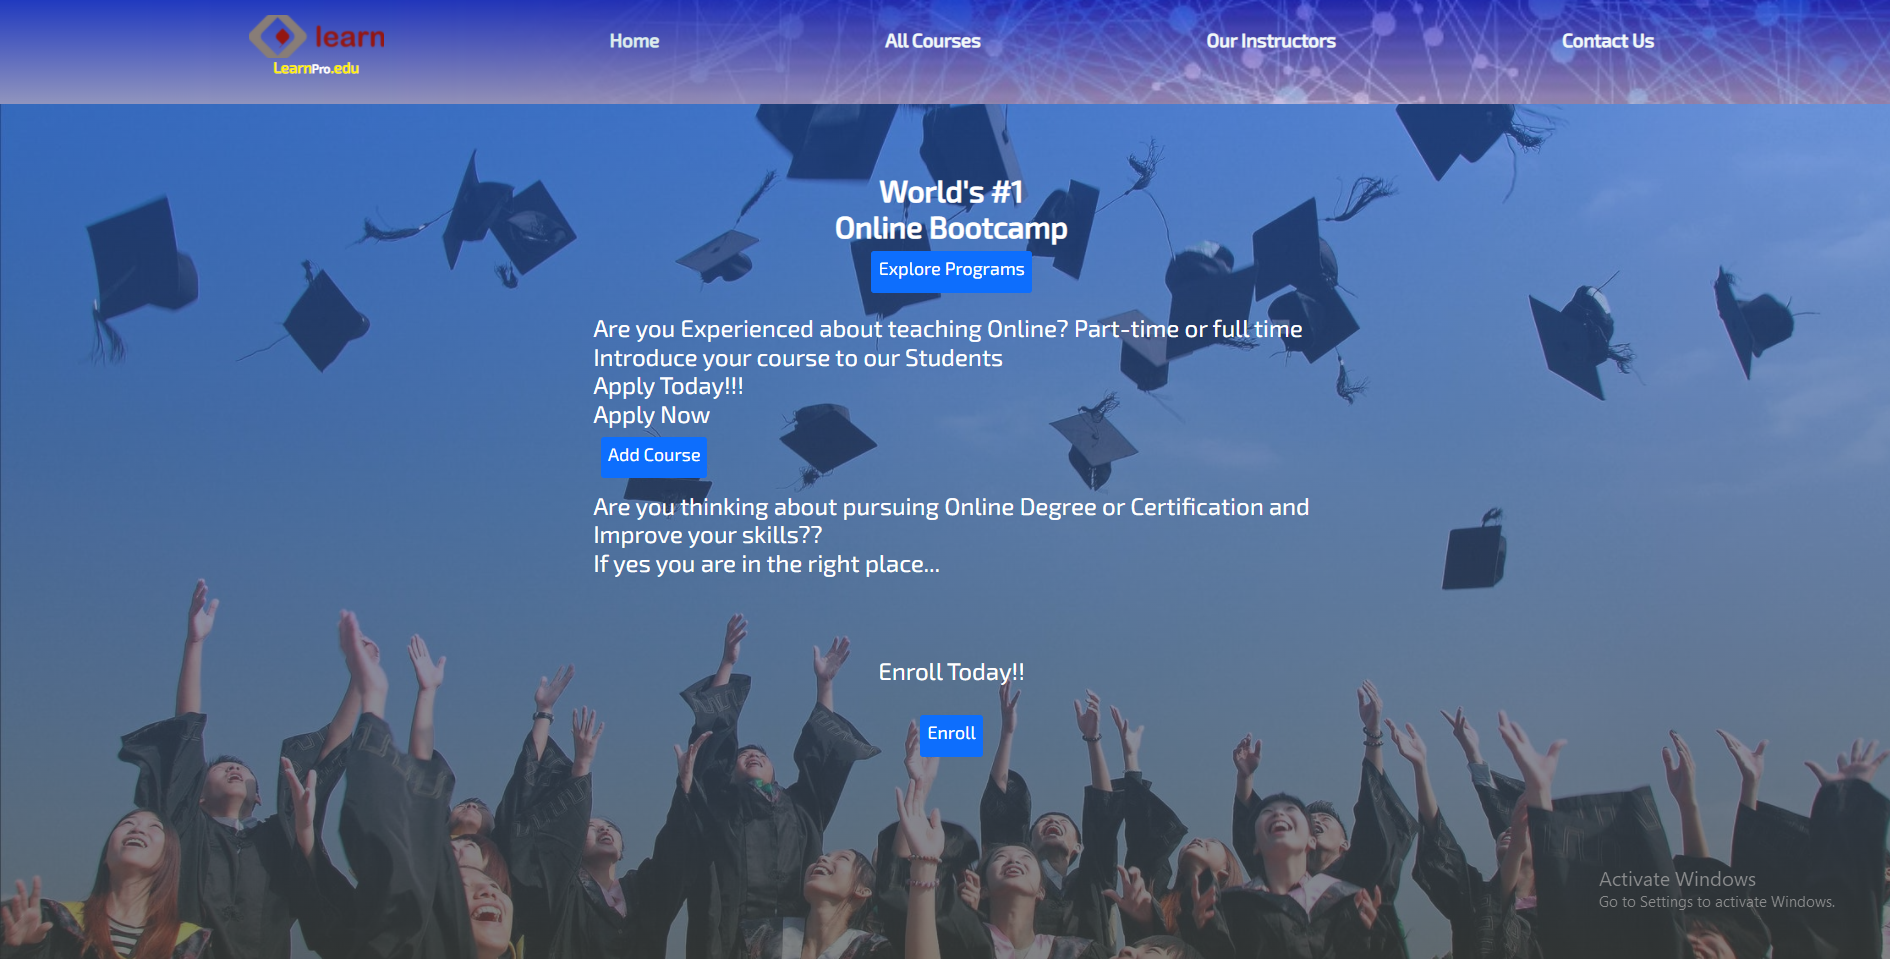 learn
LearnPro.edu
Home
All Courses
Our Instructors
Contact Us
World's #1
Online Bootcamp
Explore Programs
Are you Experienced about teaching Online? Part-time or full time
Introduce your course to our Students
Apply Today!!!
Apply Now
Add Course
Are you thinking about pursuing Online Degree or Certification and
Improve your skills??
If yes you are in the right place...
Enroll Today!!
Enroll
Activate Windows
Go to Settings to activate Windows.